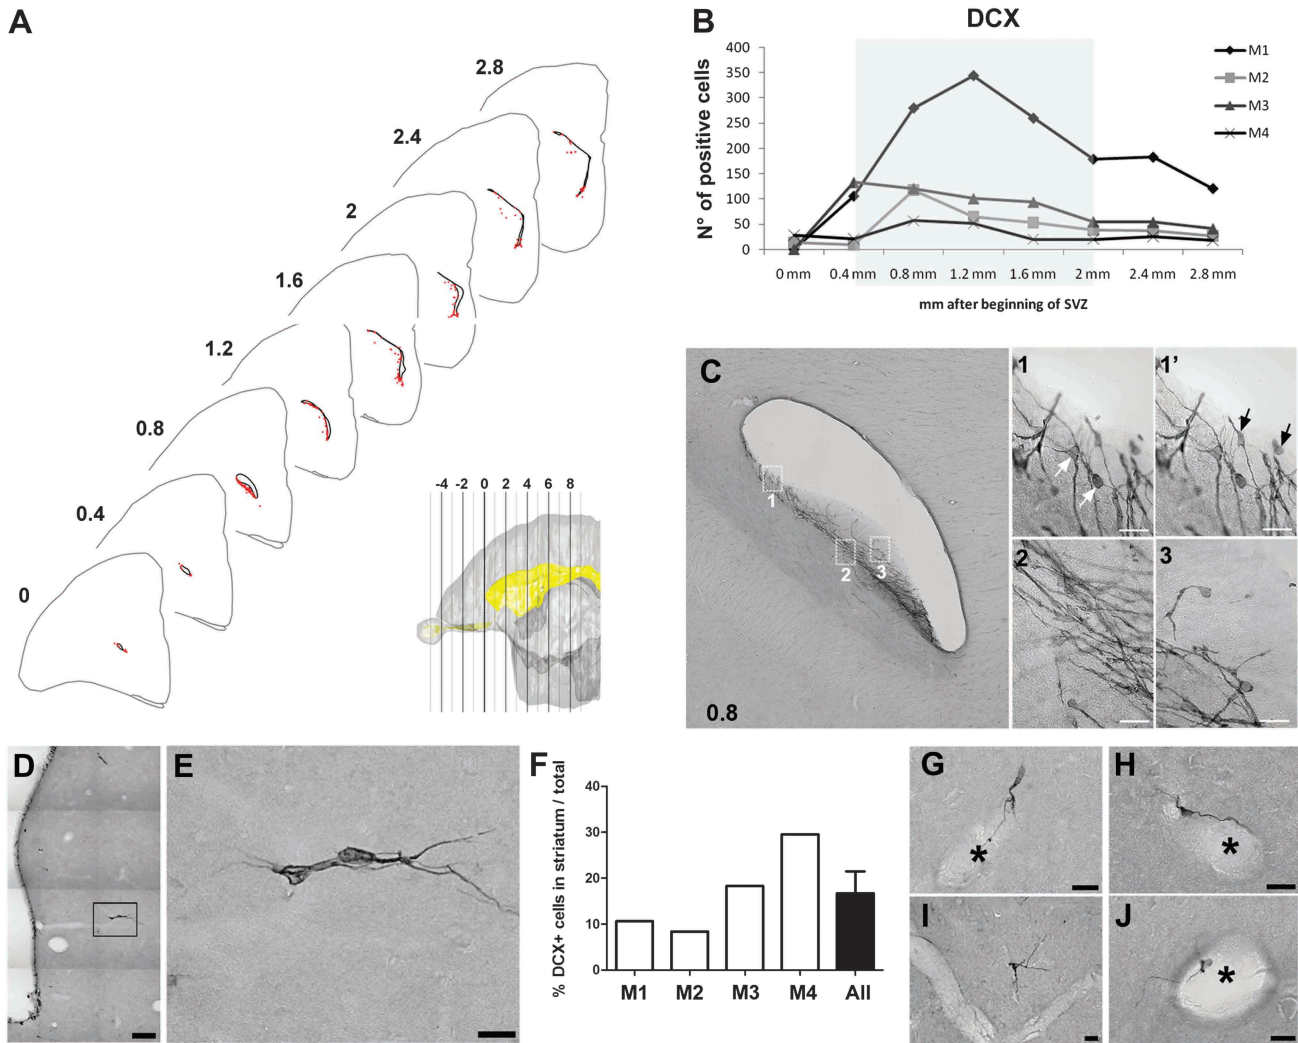 A
2.8
2.4
2
1.6
1.2
0.8
0.4
0
-4 -2 0 2 4 6 8
B
DCX
N° of positive cells
400
350
300
250
200
150
100
50
0
0 mm 0.4 mm 0.8 mm 1.2 mm 1.6 mm 2 mm 2.4 mm 2.8 mm
mm after beginning of SVZ
M1
M2
M3
M4
C
1
2
3
0.8
1
1’
2
3
D
E
F
% DCX+ cells in striatum / total
40
30
20
10
0
M1 M2 M3 M4 All
G
*
H
*
I
J
*